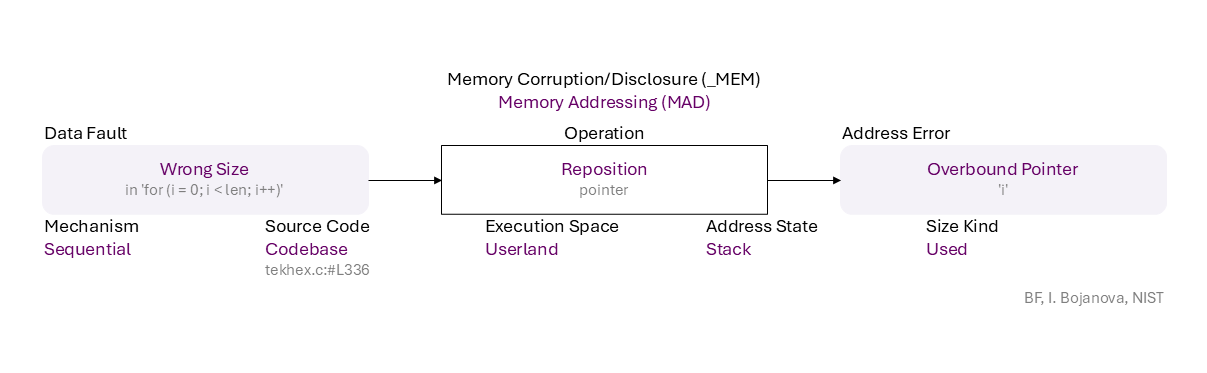 Memory Corruption/Disclosure (_MEM)
Memory Addressing (MAD)
Data Fault
Operation
Address Error
Wrong Size
in 'for (i = 0; i < len; i++)'
Reposition
pointer
Overbound Pointer
'i'
Mechanism
Sequential
Source Code
Codebase
tekhex.c:#L336
Execution Space
Userland
Address State
Stack
Size Kind
Used
BF, I. Bojanova, NIST